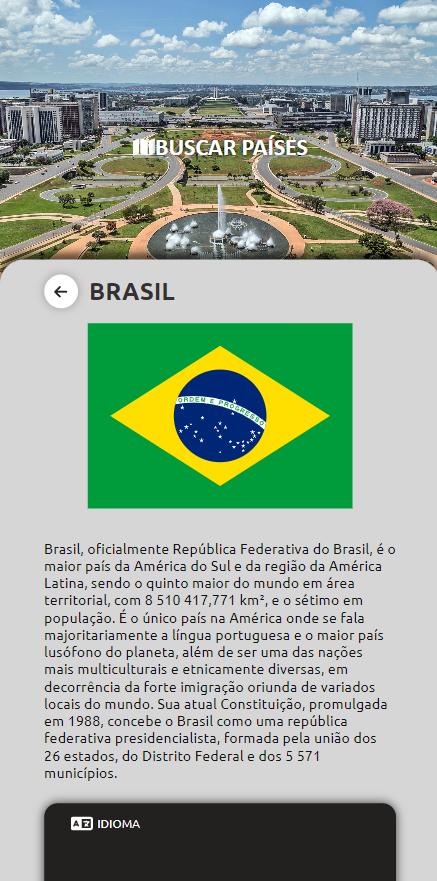 BUSCAR PAÍSES
BRASIL
ORDEM E PROGRESSO
Brasil, oficialmente República Federativa do Brasil, é o
maior país da América do Sul e da região da América
Latina, sendo o quinto maior do mundo em área
territorial, com 8 510 417,771 km², e o sétimo em
população. É o único país na América onde se fala
majoritariamente a língua portuguesa e o maior país
lusófono do planeta, além de ser uma das nações
mais multiculturais e etnicamente diversas, em
decorrência da forte imigração oriunda de variados
locais do mundo. Sua atual Constituição, promulgada
em 1988, concebe o Brasil como uma república
federativa presidencialista, formada pela união dos
26 estados, do Distrito Federal e dos 5 571
municípios.
IDIOMA